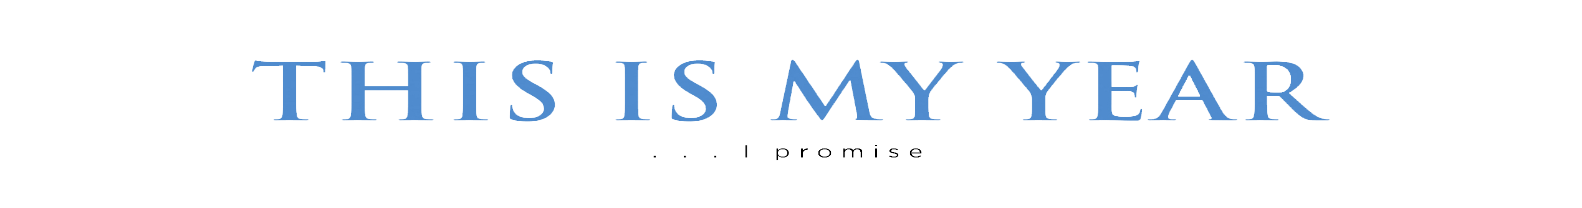 THIS IS MY YEAR
. . . I promise